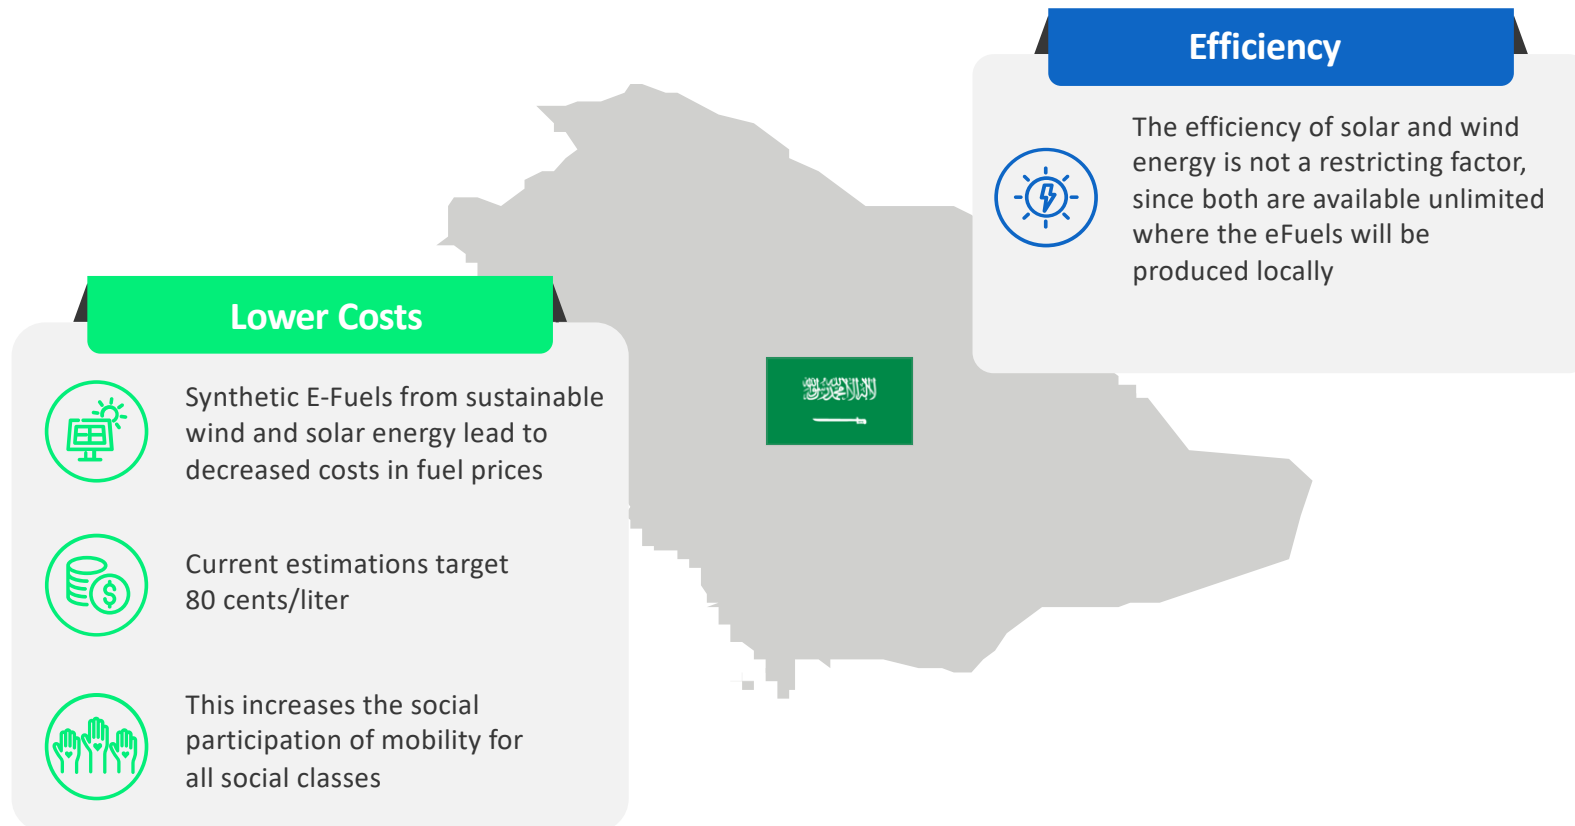 Efficiency
The efficiency of solar and wind
energy is not a restricting factor,
since both are available unlimited
where the eFuels will be
produced locally
Lower Costs
Synthetic E-Fuels from sustainable
wind and solar energy lead to
decreased costs in fuel prices
Current estimations target
80 cents/liter
This increases the social
participation of mobility for
all social classes